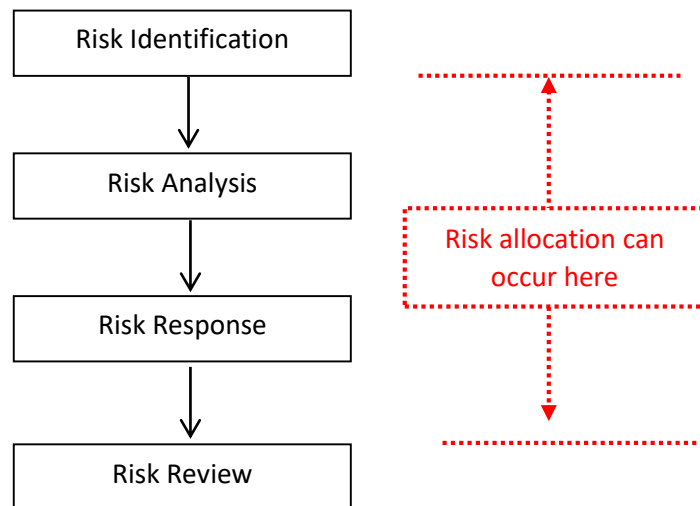 Risk Identification
Risk Analysis
Risk allocation can
occur here
Risk Response
Risk Review